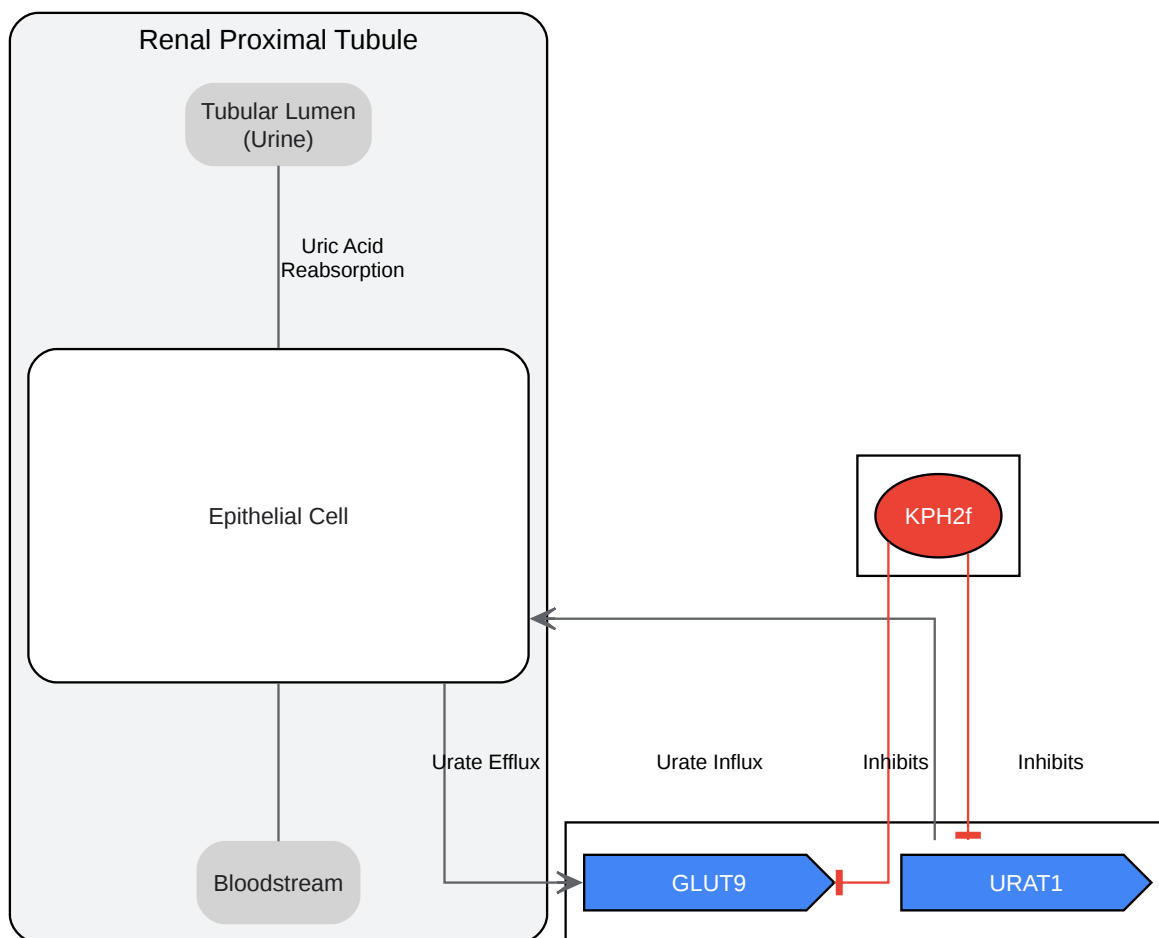 Renal Proximal Tubule
Tubular Lumen
(Urine)
Uric Acid
Reabsorption
Epithelial Cell
KPH2f
Urate Efflux
Urate Influx
Inhibits
Inhibits
Bloodstream
GLUT9
URAT1